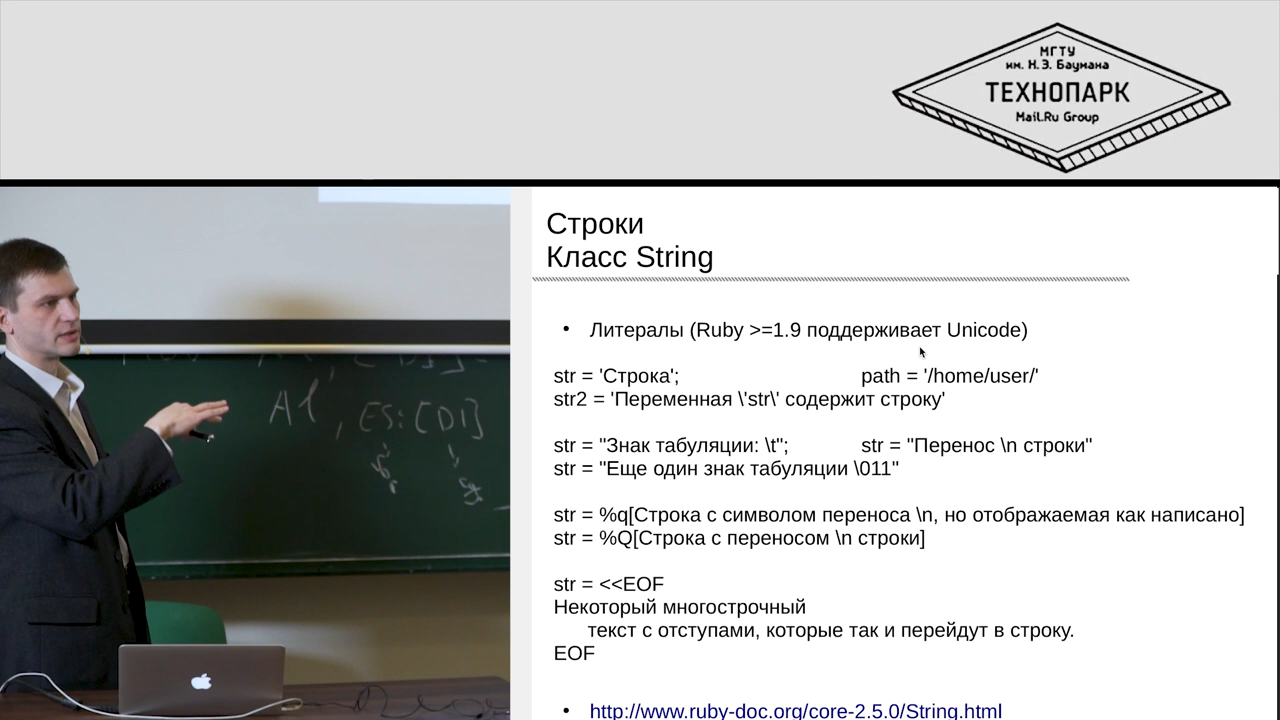 МГТУ
им. Н.Э. Баумана
ТЕХНОПАРК
Mail.Ru Group
Al, ES:[DI]
Строки
Класс String
• Литералы (Ruby >=1.9 поддерживает Unicode)
str = 'Строка'; path = '/home/user/'
str2 = 'Переменная \'str\' содержит строку'
str = "Знак табуляции: \t"; str = "Перенос \n строки"
str = "Еще один знак табуляции \011"
str = %q[Строка с символом переноса \n, но отображаемая как написано]
str = %Q[Строка с переносом \n строки]
str = <<EOF
Некоторый многострочный
текст с отступами, которые так и перейдут в строку.
EOF
• http://www.ruby-doc.org/core-2.5.0/String.html